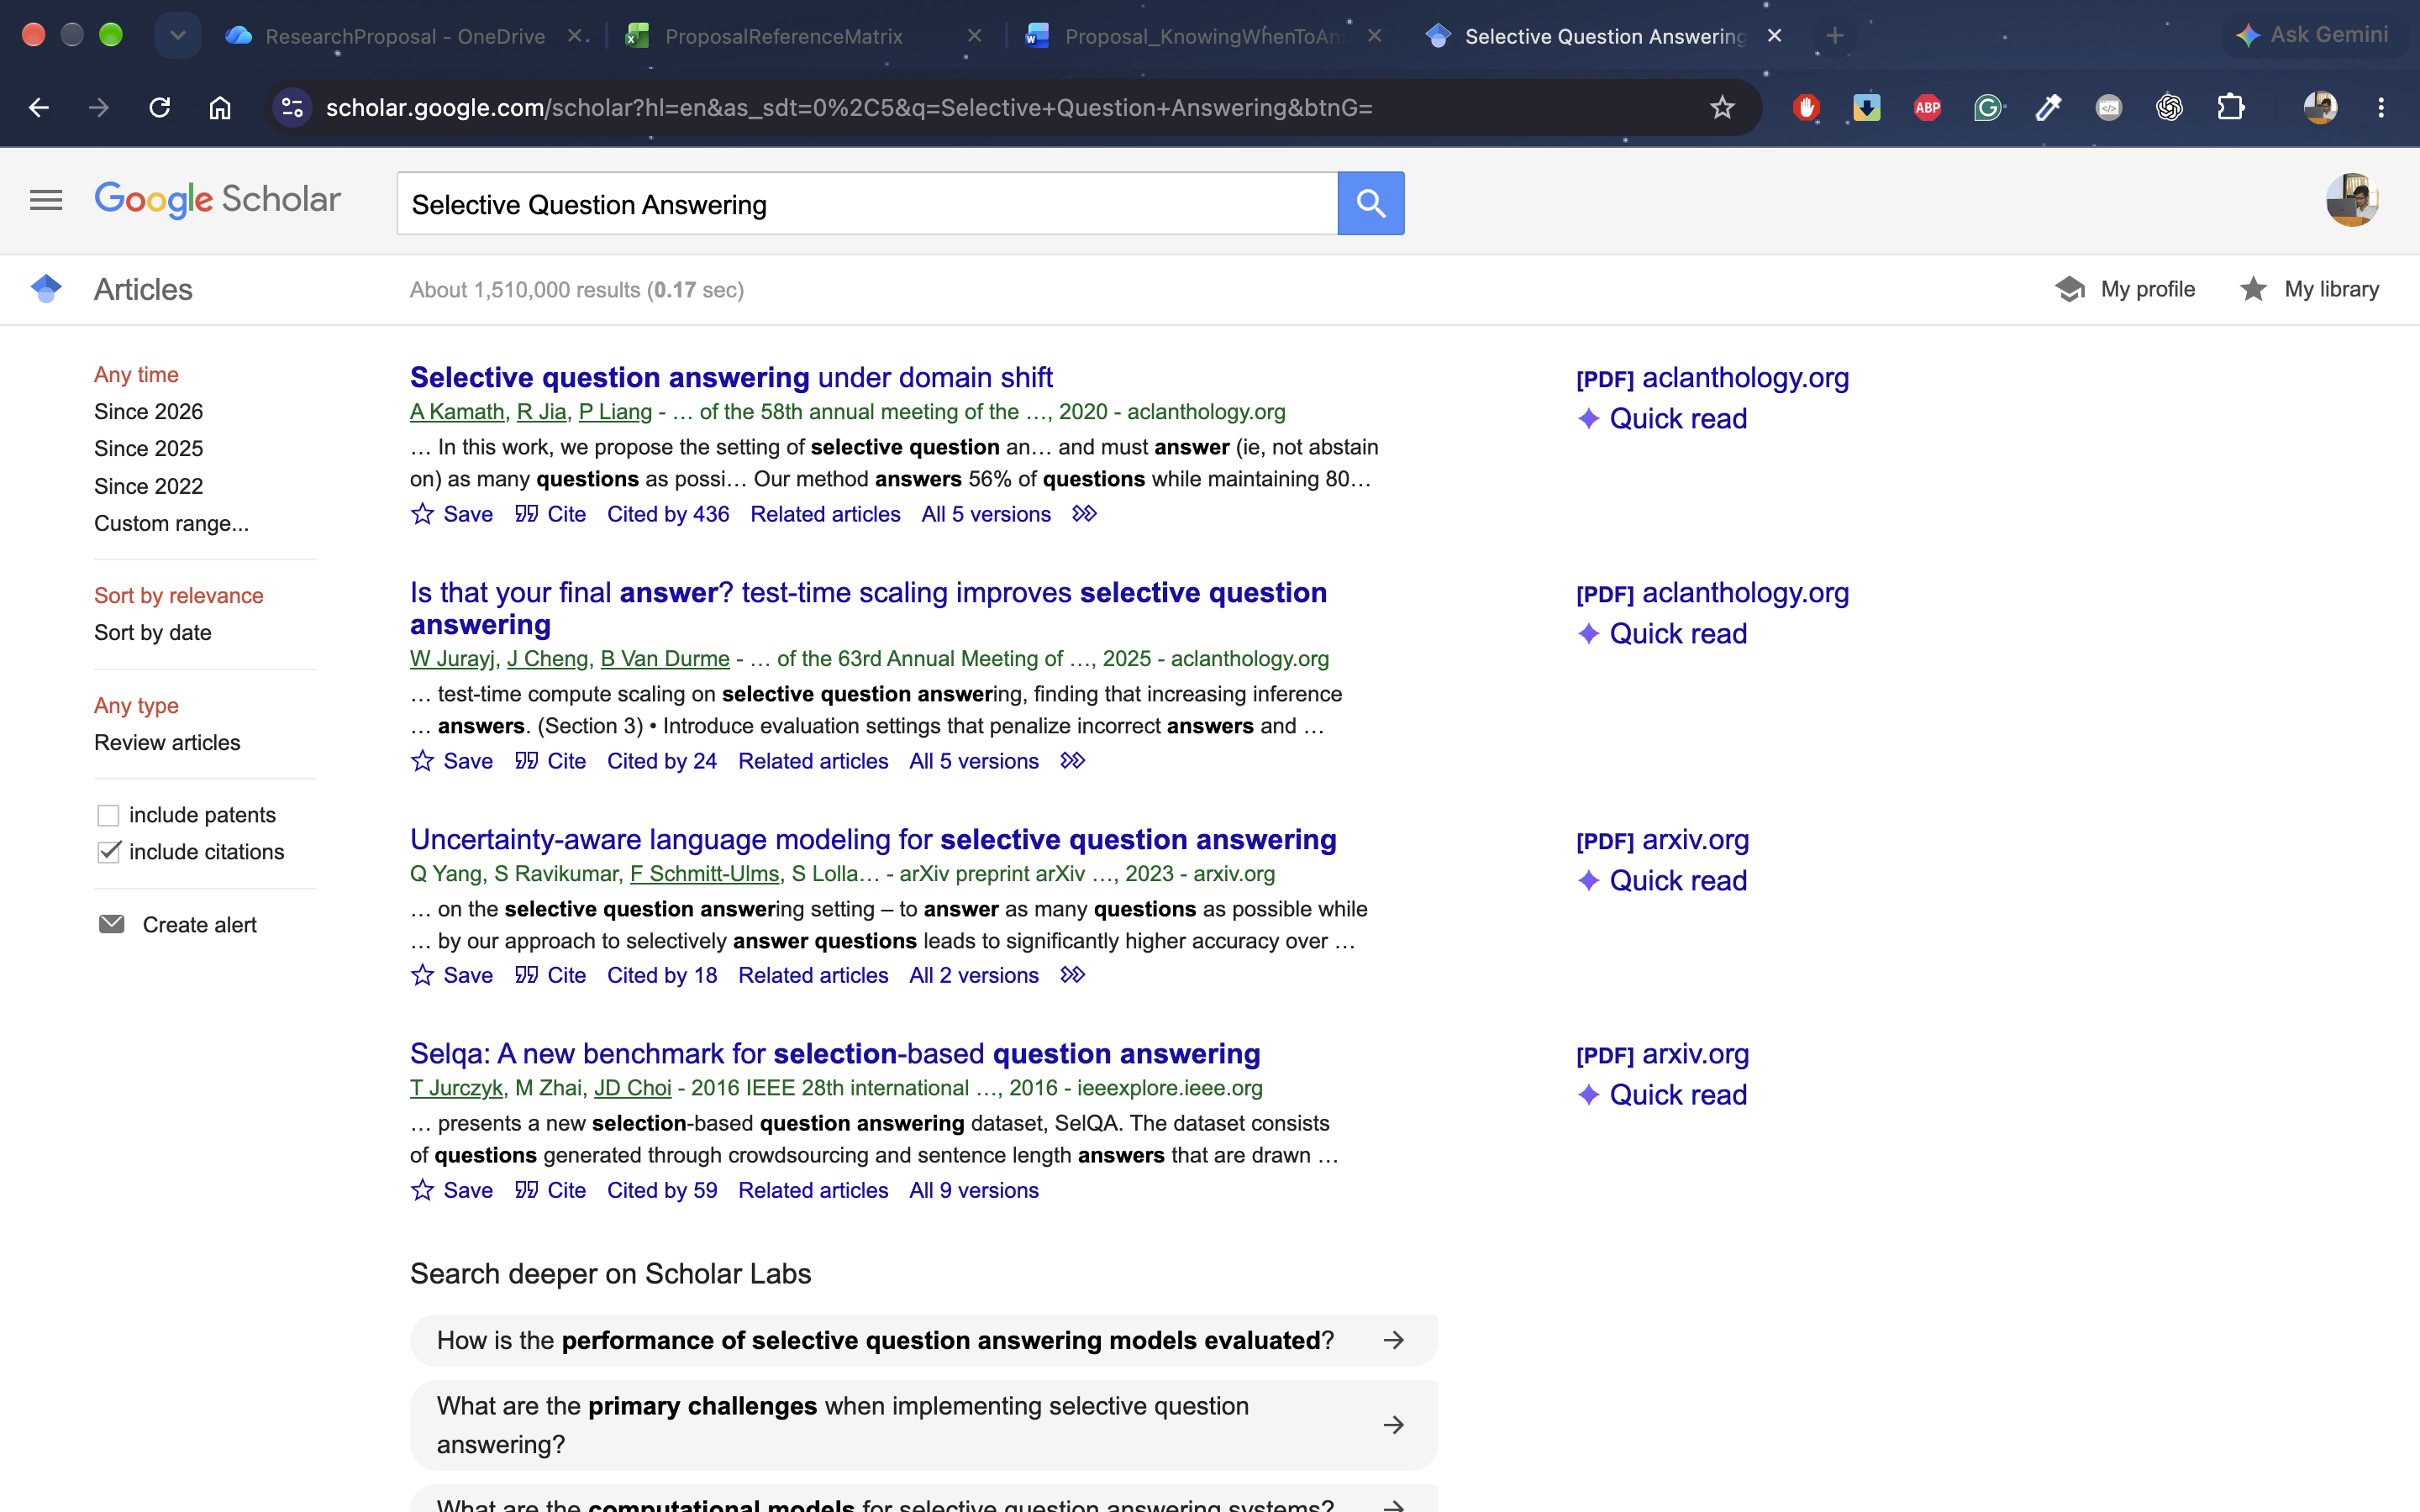 ResearchProposal - OneDrive
ProposalReferenceMatrix
Proposal_KnowingWhenToAn
Selective Question Answering
Ask Gemini
scholar.google.com/scholar?hl=en&as_sdt=0%2C5&q=Selective+Question+Answering&btnG=
ABP
Google Scholar
Selective Question Answering
Articles
About 1,510,000 results (0.17 sec)
My profile
My library
Any time
Since 2026
Since 2025
Since 2022
Custom range...
Sort by relevance
Sort by date
Any type
Review articles
include patents
include citations
Create alert
Selective question answering under domain shift
A Kamath, R Jia, P Liang - … of the 58th annual meeting of the …, 2020 - aclanthology.org
… In this work, we propose the setting of selective question an… and must answer (ie, not abstain
on) as many questions as possi… Our method answers 56% of questions while maintaining 80…
Save Cite Cited by 436 Related articles All 5 versions
[PDF] aclanthology.org
Quick read
Is that your final answer? test-time scaling improves selective question
answering
W Jurayj, J Cheng, B Van Durme - … of the 63rd Annual Meeting of …, 2025 - aclanthology.org
… test-time compute scaling on selective question answering, finding that increasing inference
… answers. (Section 3) • Introduce evaluation settings that penalize incorrect answers and …
Save Cite Cited by 24 Related articles All 5 versions
[PDF] aclanthology.org
Quick read
Uncertainty-aware language modeling for selective question answering
Q Yang, S Ravikumar, F Schmitt-Ulms, S Lolla… - arXiv preprint arXiv …, 2023 - arxiv.org
… on the selective question answering setting – to answer as many questions as possible while
… by our approach to selectively answer questions leads to significantly higher accuracy over …
Save Cite Cited by 18 Related articles All 2 versions
[PDF] arxiv.org
Quick read
Selqa: A new benchmark for selection-based question answering
T Jurczyk, M Zhai, JD Choi - 2016 IEEE 28th international …, 2016 - ieeexplore.ieee.org
… presents a new selection-based question answering dataset, SelQA. The dataset consists
of questions generated through crowdsourcing and sentence length answers that are drawn …
Save Cite Cited by 59 Related articles All 9 versions
[PDF] arxiv.org
Quick read
Search deeper on Scholar Labs
How is the performance of selective question answering models evaluated?
What are the primary challenges when implementing selective question
answering?
What are the computational models for selective question answering systems?